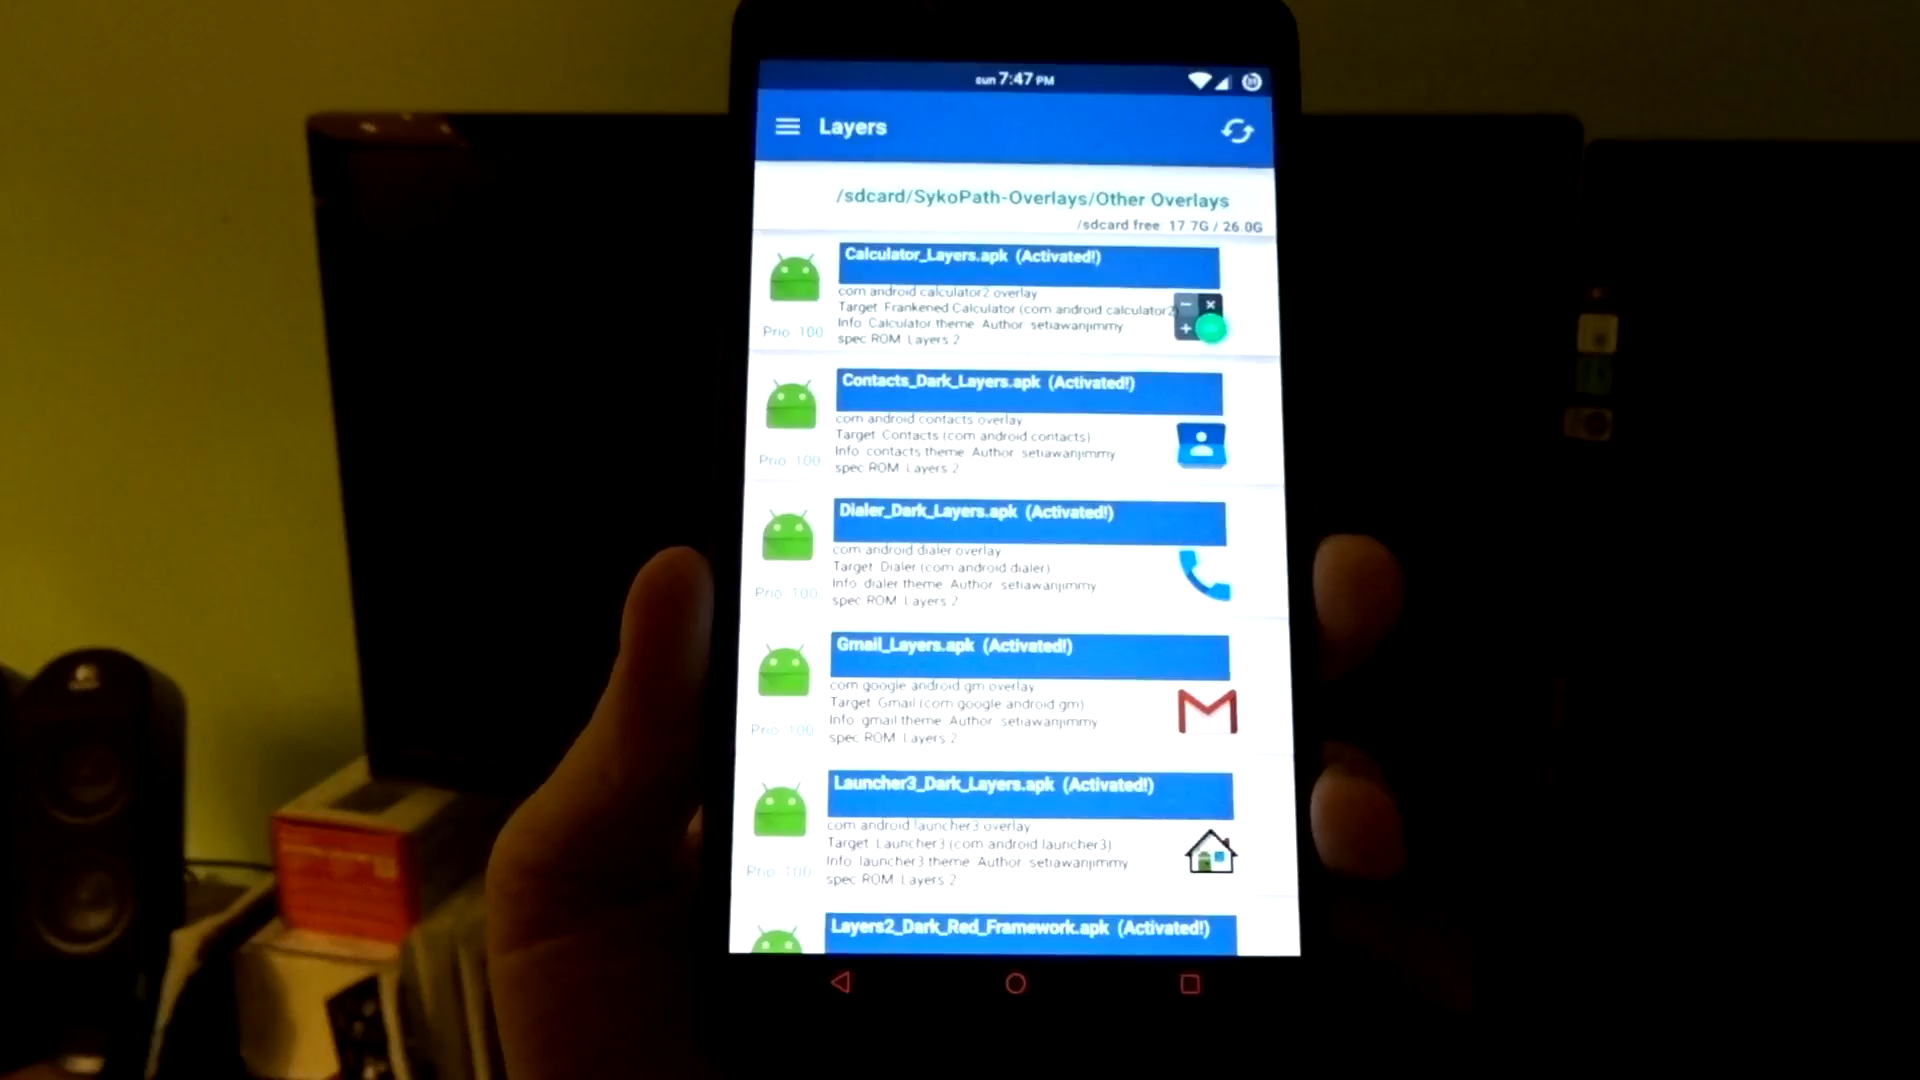 sun 7:47 PM
Layers
/sdcard/SykoPath-Overlays/Other Overlays
/sdcard free 17.7G / 26.0G
Calculator_Layers.apk (Activated!)
com android calculator2 overlay
Target Frankened Calculator (com android calculator2)
Info Calculator theme Author setiawanjimmy
Prio 100
spec ROM Layers 2
Contacts_Dark_Layers.apk (Activated!)
com android contacts overlay
Target Contacts (com android contacts)
Info contacts theme Author setiawanjimmy
Prio 100
spec ROM Layers 2
Dialer_Dark_Layers.apk (Activated!)
com android dialer overlay
Target Dialer (com android dialer)
Info dialer theme Author setiawanjimmy
Prio 100
spec ROM Layers 2
Gmail_Layers.apk (Activated!)
com google android gm overlay
Target Gmail (com google android gm)
Info gmail theme Author setiawanjimmy
Prio 100
spec ROM Layers 2
Launcher3_Dark_Layers.apk (Activated!)
com android launcher3 overlay
Target Launcher3 (com android launcher3)
Info launcher3 theme Author setiawanjimmy
Prio 100
spec ROM Layers 2
Layers2_Dark_Red_Framework.apk (Activated!)